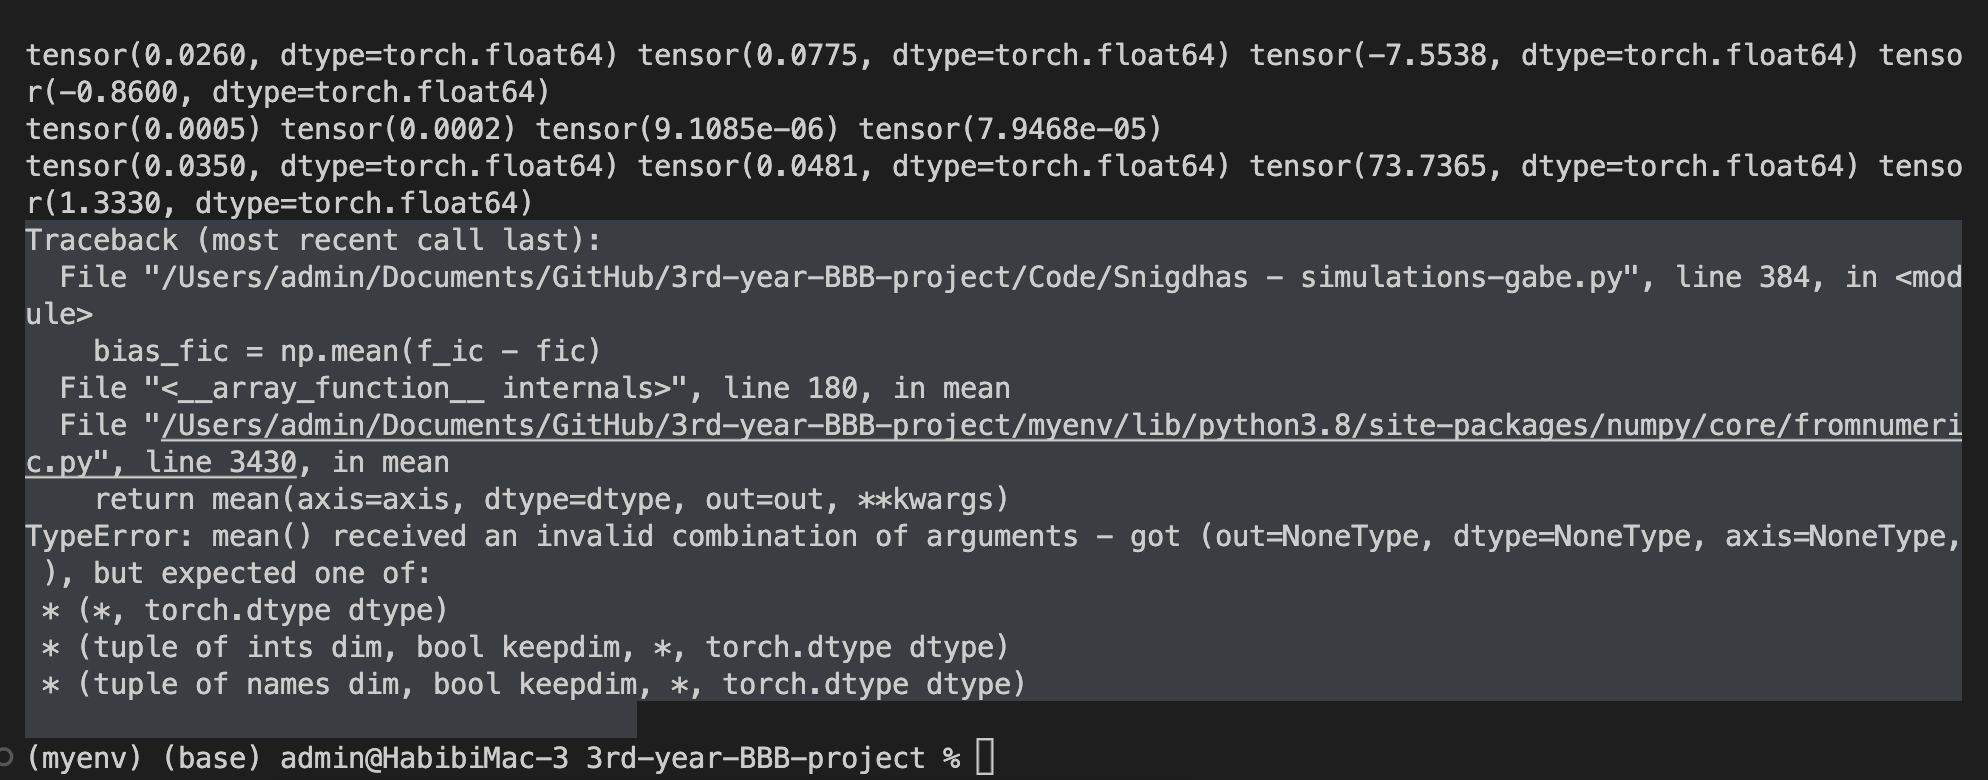 tensor(0.0260, dtype=torch.float64) tensor(0.0775, dtype=torch.float64) tensor(-7.5538, dtype=torch.float64) tenso
r(-0.8600, dtype=torch.float64)
tensor(0.0005) tensor(0.0002) tensor(9.1085e-06) tensor(7.9468e-05)
tensor(0.0350, dtype=torch.float64) tensor(0.0481, dtype=torch.float64) tensor(73.7365, dtype=torch.float64) tenso
r(1.3330, dtype=torch.float64)
Traceback (most recent call last):
  File "/Users/admin/Documents/GitHub/3rd-year-BBB-project/Code/Snigdhas - simulations-gabe.py", line 384, in <mod
ule>
    bias_fic = np.mean(f_ic - fic)
  File "<__array_function__ internals>", line 180, in mean
  File "/Users/admin/Documents/GitHub/3rd-year-BBB-project/myenv/lib/python3.8/site-packages/numpy/core/fromnumeri
c.py", line 3430, in mean
    return mean(axis=axis, dtype=dtype, out=out, **kwargs)
TypeError: mean() received an invalid combination of arguments - got (out=NoneType, dtype=NoneType, axis=NoneType,
 ), but expected one of:
 * (*, torch.dtype dtype)
 * (tuple of ints dim, bool keepdim, *, torch.dtype dtype)
 * (tuple of names dim, bool keepdim, *, torch.dtype dtype)
(myenv) (base) admin@HabibiMac-3 3rd-year-BBB-project %